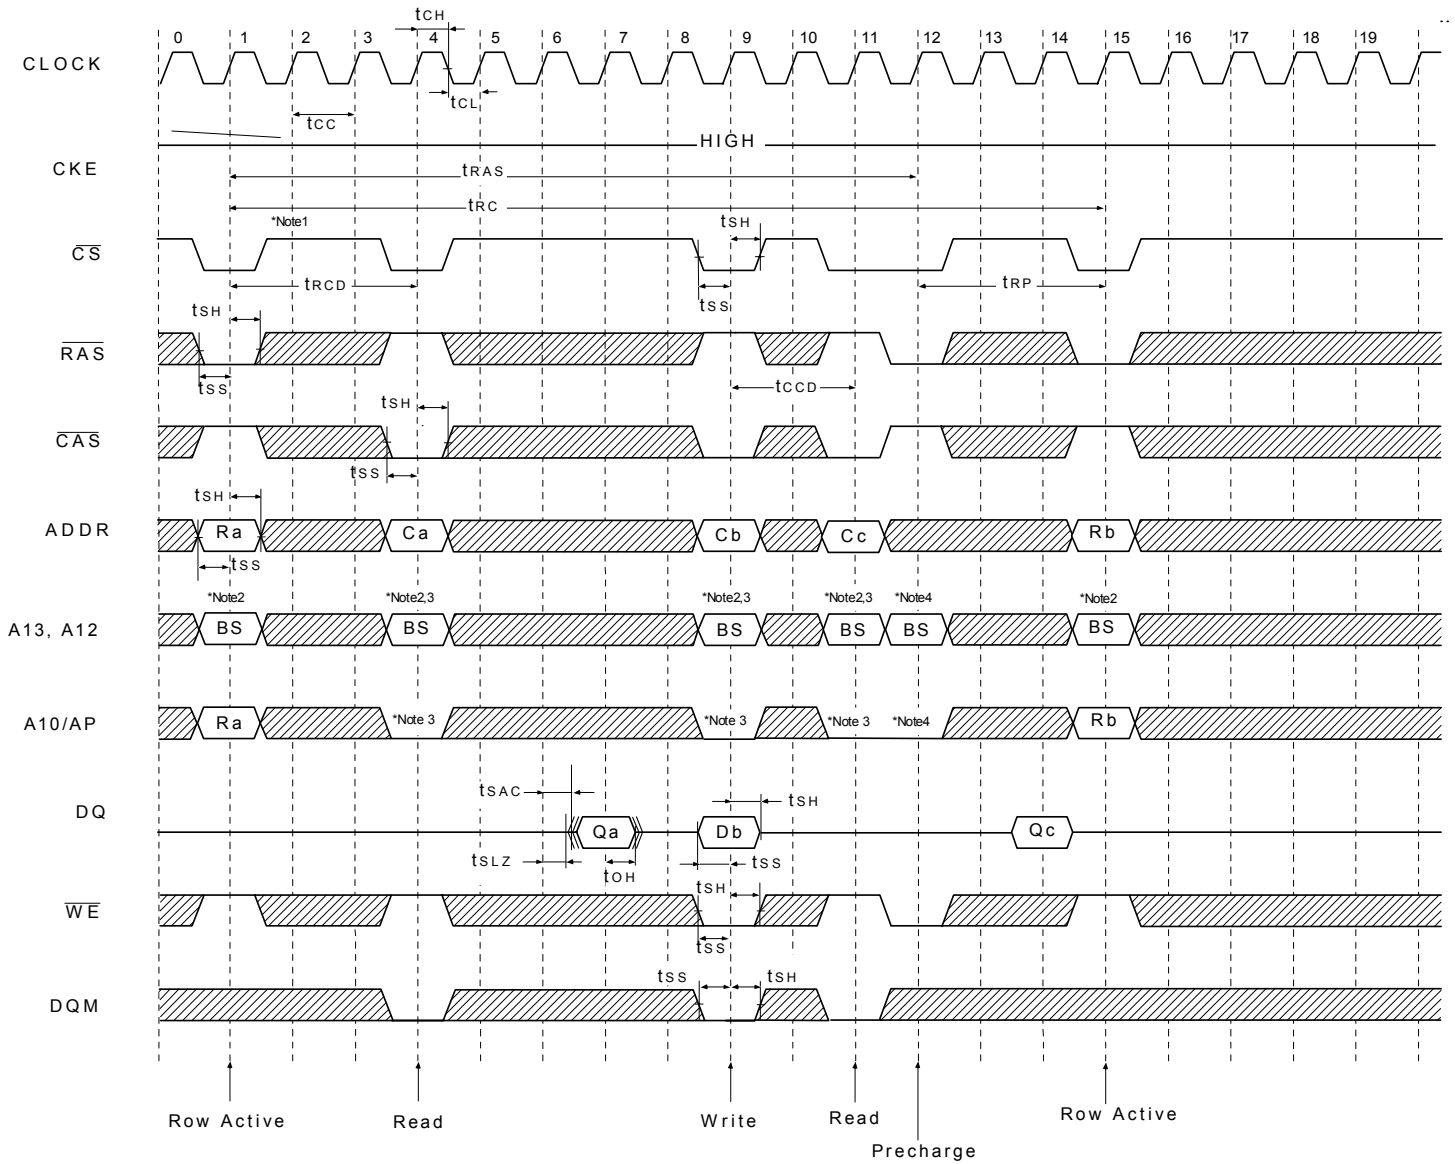 tCH
0 1 2 3 4 5 6 7 8 9 10 11 12 13 14 15 16 17 18 19
CLOCK
tCL
tCC
HIGH
CKE
tRAS
tRC
*Note1
tSH
CS
tRCD
tRP
tSS
tSH
RAS
tSS
tCCD
tSH
CAS
tSS
tSH
ADDR
Ra Ca Cb Cc Rb
tSS
*Note2 *Note2,3 *Note2,3 *Note2,3 *Note4 *Note2
A13, A12
BS BS BS BS BS BS
A10/AP
Ra *Note 3 *Note 3 *Note 3 *Note4 Rb
tSAC
tSH
DQ
Qa Db Qc
tSLZ
tOH
tSS
tSH
WE
tSS
tSS
tSH
DQM
Row Active Read Write Read Row Active
Precharge